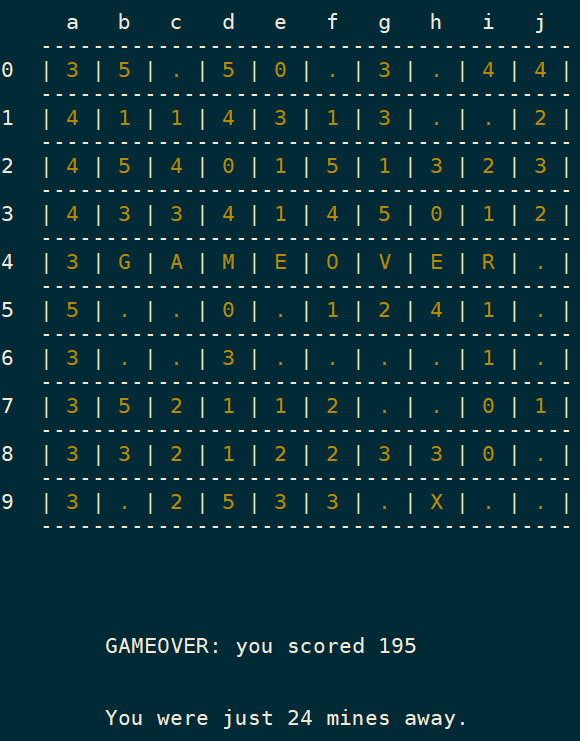 a b c d e f g h i j
---------------------------------------
0 | 3 | 5 | . | 5 | 0 | . | 3 | . | 4 | 4 |
---------------------------------------
1 | 4 | 1 | 1 | 4 | 3 | 1 | 3 | . | . | 2 |
---------------------------------------
2 | 4 | 5 | 4 | 0 | 1 | 5 | 1 | 3 | 2 | 3 |
---------------------------------------
3 | 4 | 3 | 3 | 4 | 1 | 4 | 5 | 0 | 1 | 2 |
---------------------------------------
4 | 3 | G | A | M | E | O | V | E | R | . |
---------------------------------------
5 | 5 | . | . | 0 | . | 1 | 2 | 4 | 1 | . |
---------------------------------------
6 | 3 | . | . | 3 | . | . | . | . | 1 | . |
---------------------------------------
7 | 3 | 5 | 2 | 1 | 1 | 2 | . | . | 0 | 1 |
---------------------------------------
8 | 3 | 3 | 2 | 1 | 2 | 2 | 3 | 3 | 0 | . |
---------------------------------------
9 | 3 | . | 2 | 5 | 3 | 3 | . | X | . | . |
---------------------------------------
GAMEOVER: you scored 195
You were just 24 mines away.